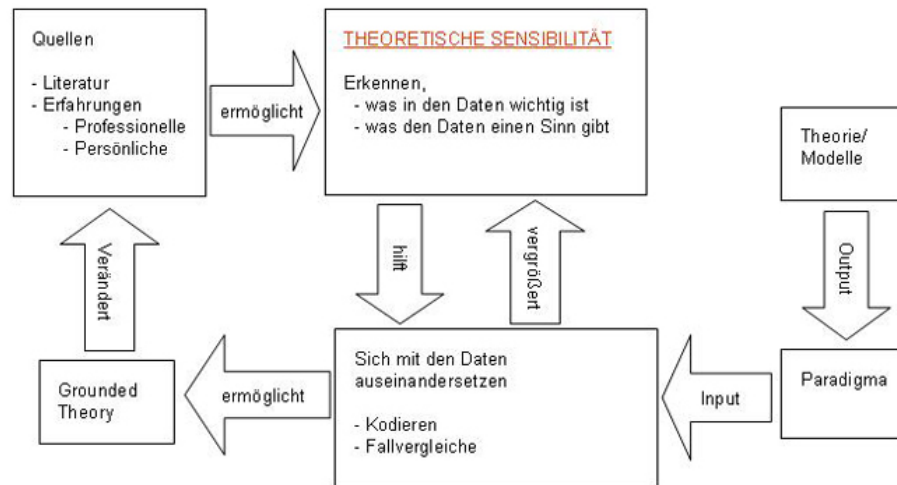 Quellen
- Literatur
- Erfahrungen
- Professionelle
- Persönliche
ermöglicht
THEORETISCHE SENSIBILITÄT
Erkennen,
- was in den Daten wichtig ist
- was den Daten einen Sinn gibt
Theorie/
Modelle
Verändert
hilft
vergrößert
Output
Grounded
Theory
ermöglicht
Sich mit den Daten
auseinandersetzen
- Kodieren
- Fallvergleiche
Input
Paradigma